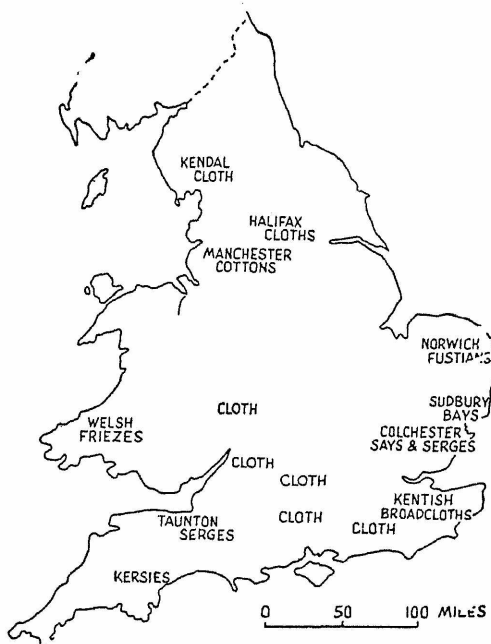 KENDAL
CLOTH
HALIFAX
CLOTHS
MANCHESTER
COTTONS
NORWICH
FUSTIANS
SUDBURY
BAYS
CLOTH
WELSH
FRIEZES
COLCHESTER
SAYS & SERGES
CLOTH
CLOTH
KENTISH
BROADCLOTHS
TAUNTON
SERGES
CLOTH
CLOTH
KERSIES
0 50 100 MILES